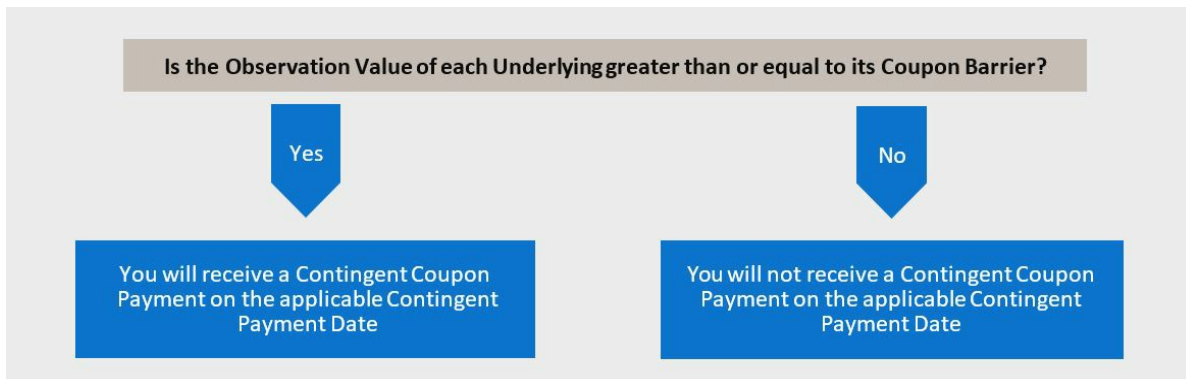 Is the Observation Value of each Underlying greater than or equal to its Coupon Barrier?
Yes
No
You will receive a Contingent Coupon
Payment on the applicable Contingent
Payment Date
You will not receive a Contingent Coupon
Payment on the applicable Contingent
Payment Date